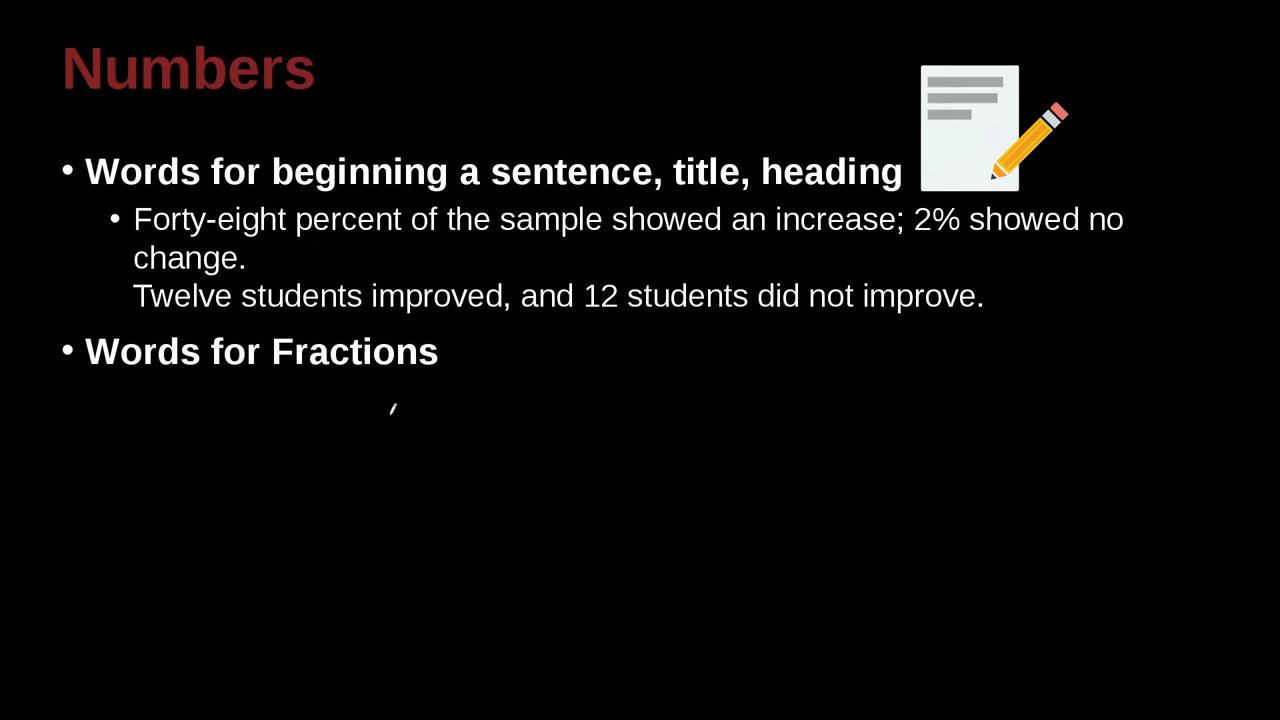 Numbers
• Words for beginning a sentence, title, heading
• Forty-eight percent of the sample showed an increase; 2% showed no
change.
Twelve students improved, and 12 students did not improve.
• Words for Fractions